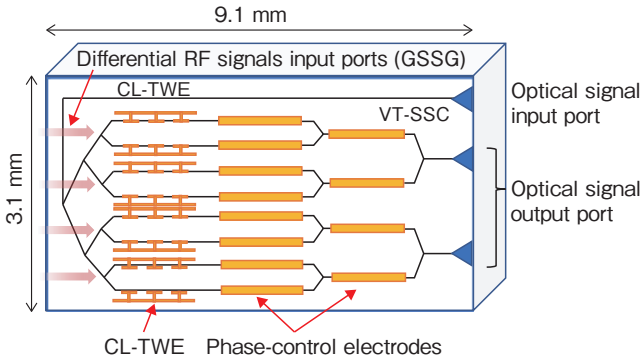 9.1 mm
Differential RF signals input ports (GSSG)
CL-TWE
VT-SSC
Optical signal
input port
3.1 mm
Optical signal
output port
CL-TWE
Phase-control electrodes